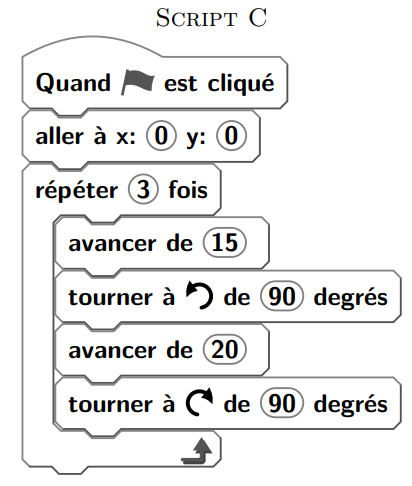 SCRIPT C
Quand est cliqué
aller à x: 0 y: 0
répéter 3 fois
avancer de 15
tourner à de 90 degrés
avancer de 20
tourner à de 90 degrés